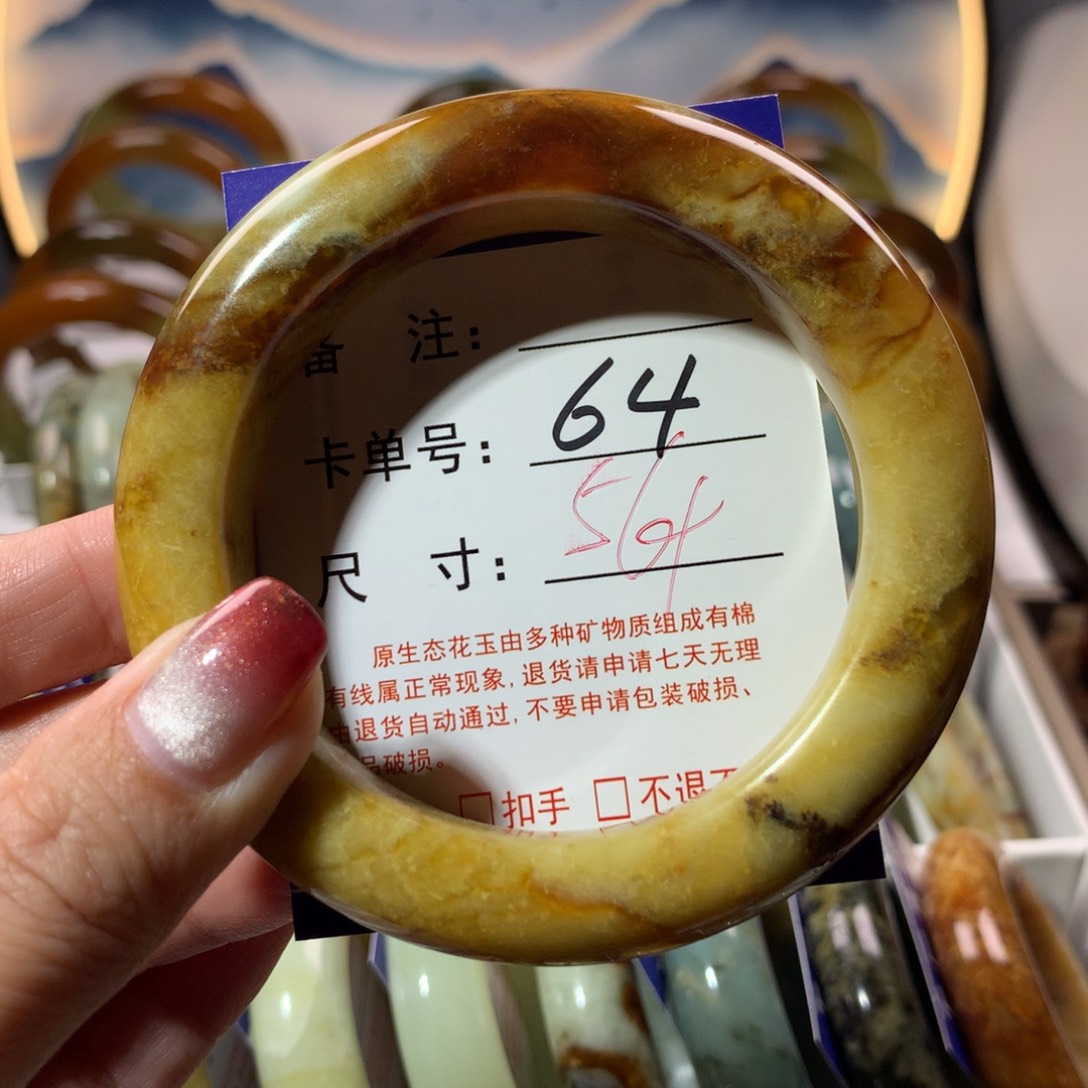 备 注:
卡单号: 64
尺 寸: 56
原生态花玉由多种矿物质组成有棉
有线属正常现象,退货请申请七天无理
由退货自动通过,不要申请包装破损、
品破损。
□扣手 □不退